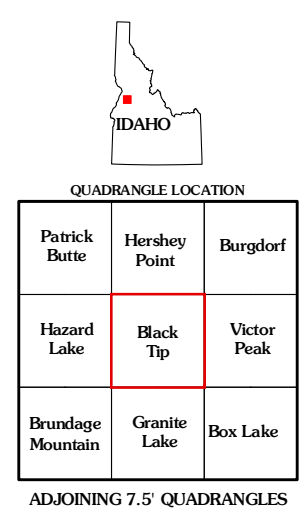 IDAHO
QUADRANGLE LOCATION
Patrick
Butte
Hershey
Point
Burgdorf
Hazard
Lake
Black
Tip
Victor
Peak
Brundage
Mountain
Granite
Lake
Box Lake
ADJOINING 7.5' QUADRANGLES